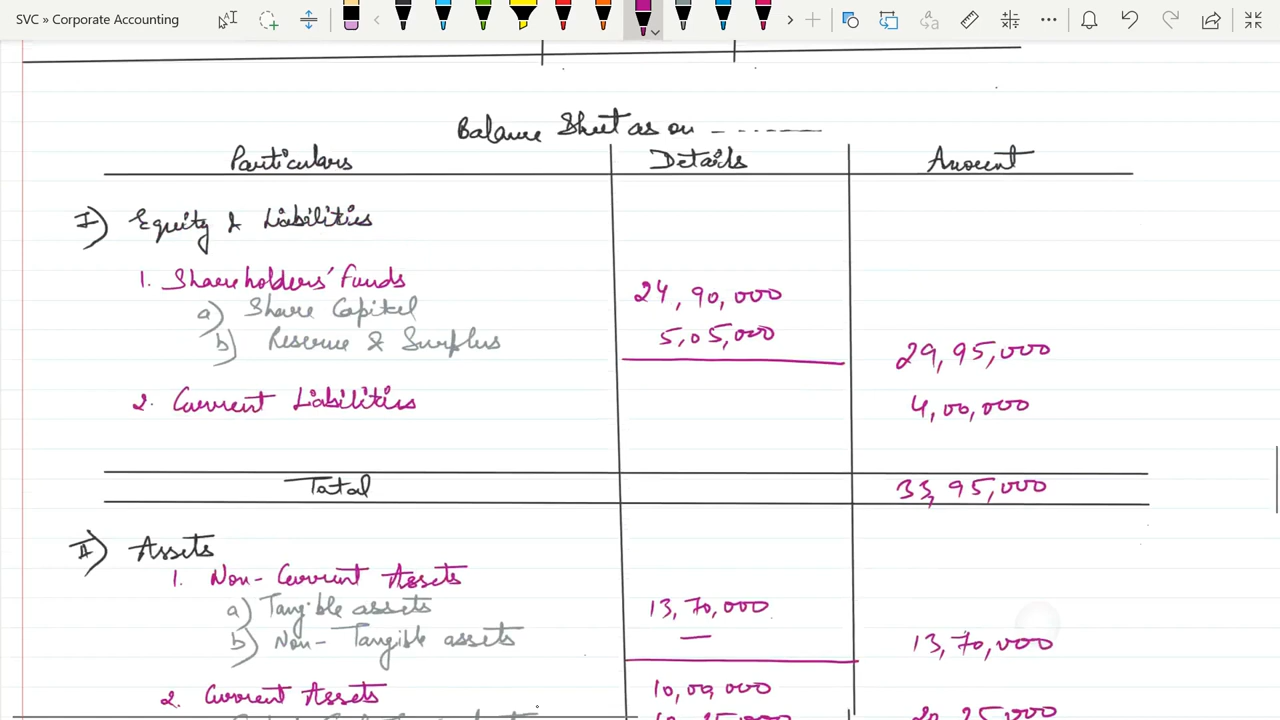 SVC » Corporate Accounting
Balance Sheet as on -------
Particulars Details Amount
I) Equity & Liabilities
1. Shareholders' Funds
a) Share Capital 24,90,000
b) Reserve & Surplus 5,05,000 29,95,000
2. Current Liabilities 4,00,000
Total 33,95,000
II) Assets
1. Non-Current Assets
a) Tangible assets 13,70,000
b) Non-Tangible assets — 13,70,000
2. Current Assets 10,00,000